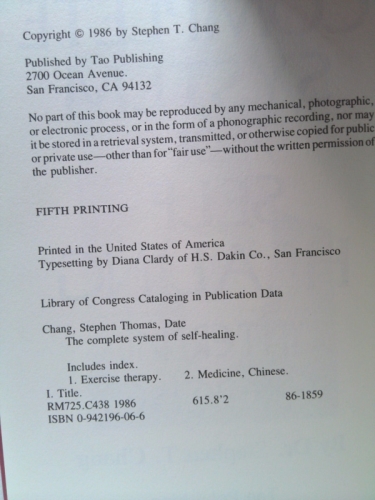 Copyright © 1986 by Stephen T. Chang
Published by Tao Publishing
2700 Ocean Avenue.
San Francisco, CA 94132
No part of this book may be reproduced by any mechanical, photographic,
or electronic process, or in the form of a phonographic recording, nor may
it be stored in a retrieval system, transmitted, or otherwise copied for public
or private use—other than for "fair use"—without the written permission of
the publisher.
FIFTH PRINTING
Printed in the United States of America
Typesetting by Diana Clardy of H.S. Dakin Co., San Francisco
Library of Congress Cataloging in Publication Data
Chang, Stephen Thomas, Date
The complete system of self-healing.
Includes index.
1. Exercise therapy. 2. Medicine, Chinese.
I. Title.
RM725.C438 1986 615.8'2 86-1859
ISBN 0-942196-06-6